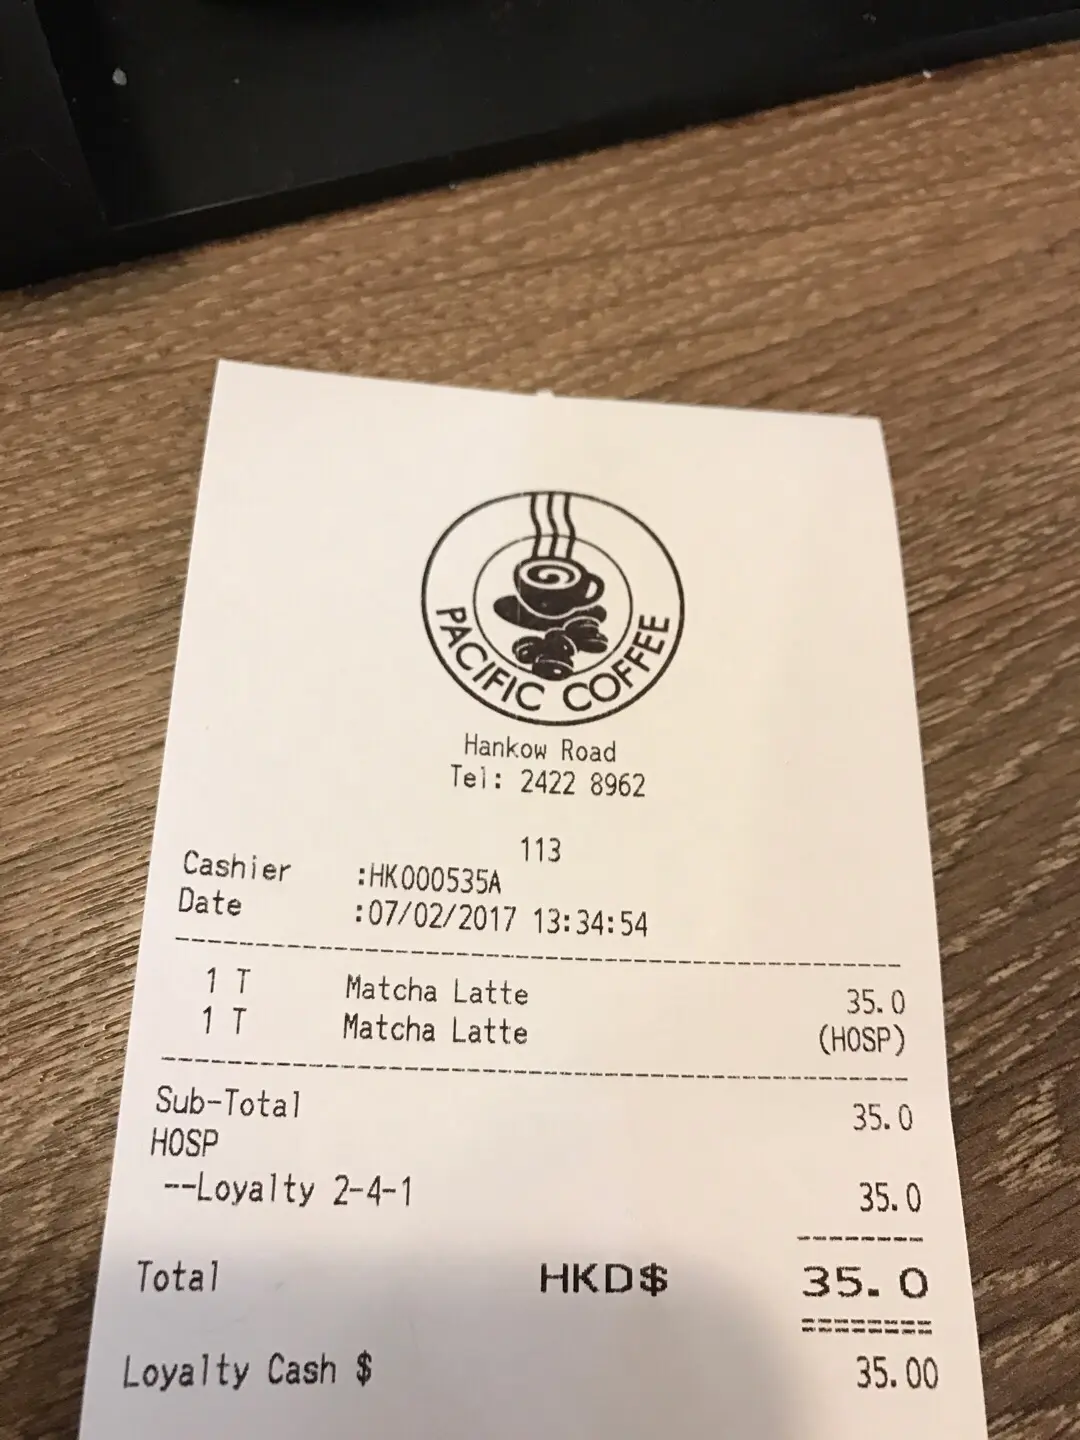 PACIFIC COFFEE
Hankow Road
Tel: 2422 8962
113
Cashier :HK000535A
Date :07/02/2017 13:34:54
1 T Matcha Latte 35.0
1 T Matcha Latte (HOSP)
Sub-Total 35.0
HOSP
--Loyalty 2-4-1 35.0
Total HKD$ 35.0
Loyalty Cash $ 35.00